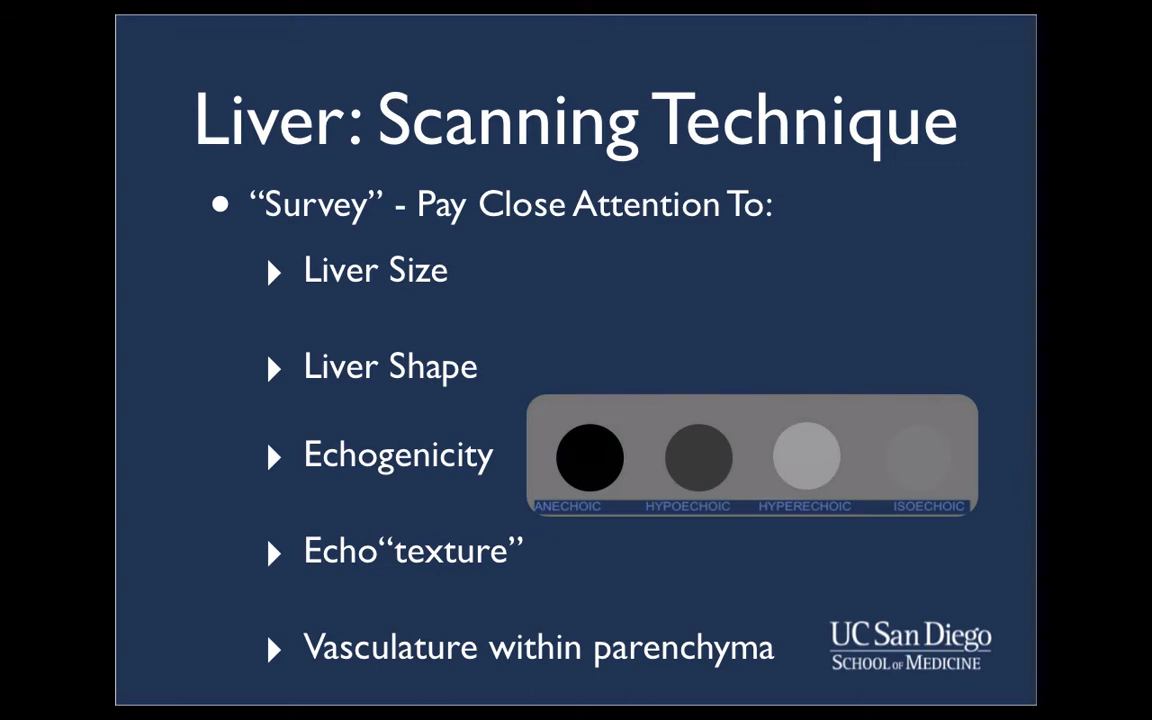 Liver: Scanning Technique
“Survey” - Pay Close Attention To:
Liver Size
Liver Shape
Echogenicity
ANECHOIC HYPOECHOIC HYPERECHOIC ISOECHOIC
Echo“texture”
Vasculature within parenchyma
UC San Diego
SCHOOL OF MEDICINE